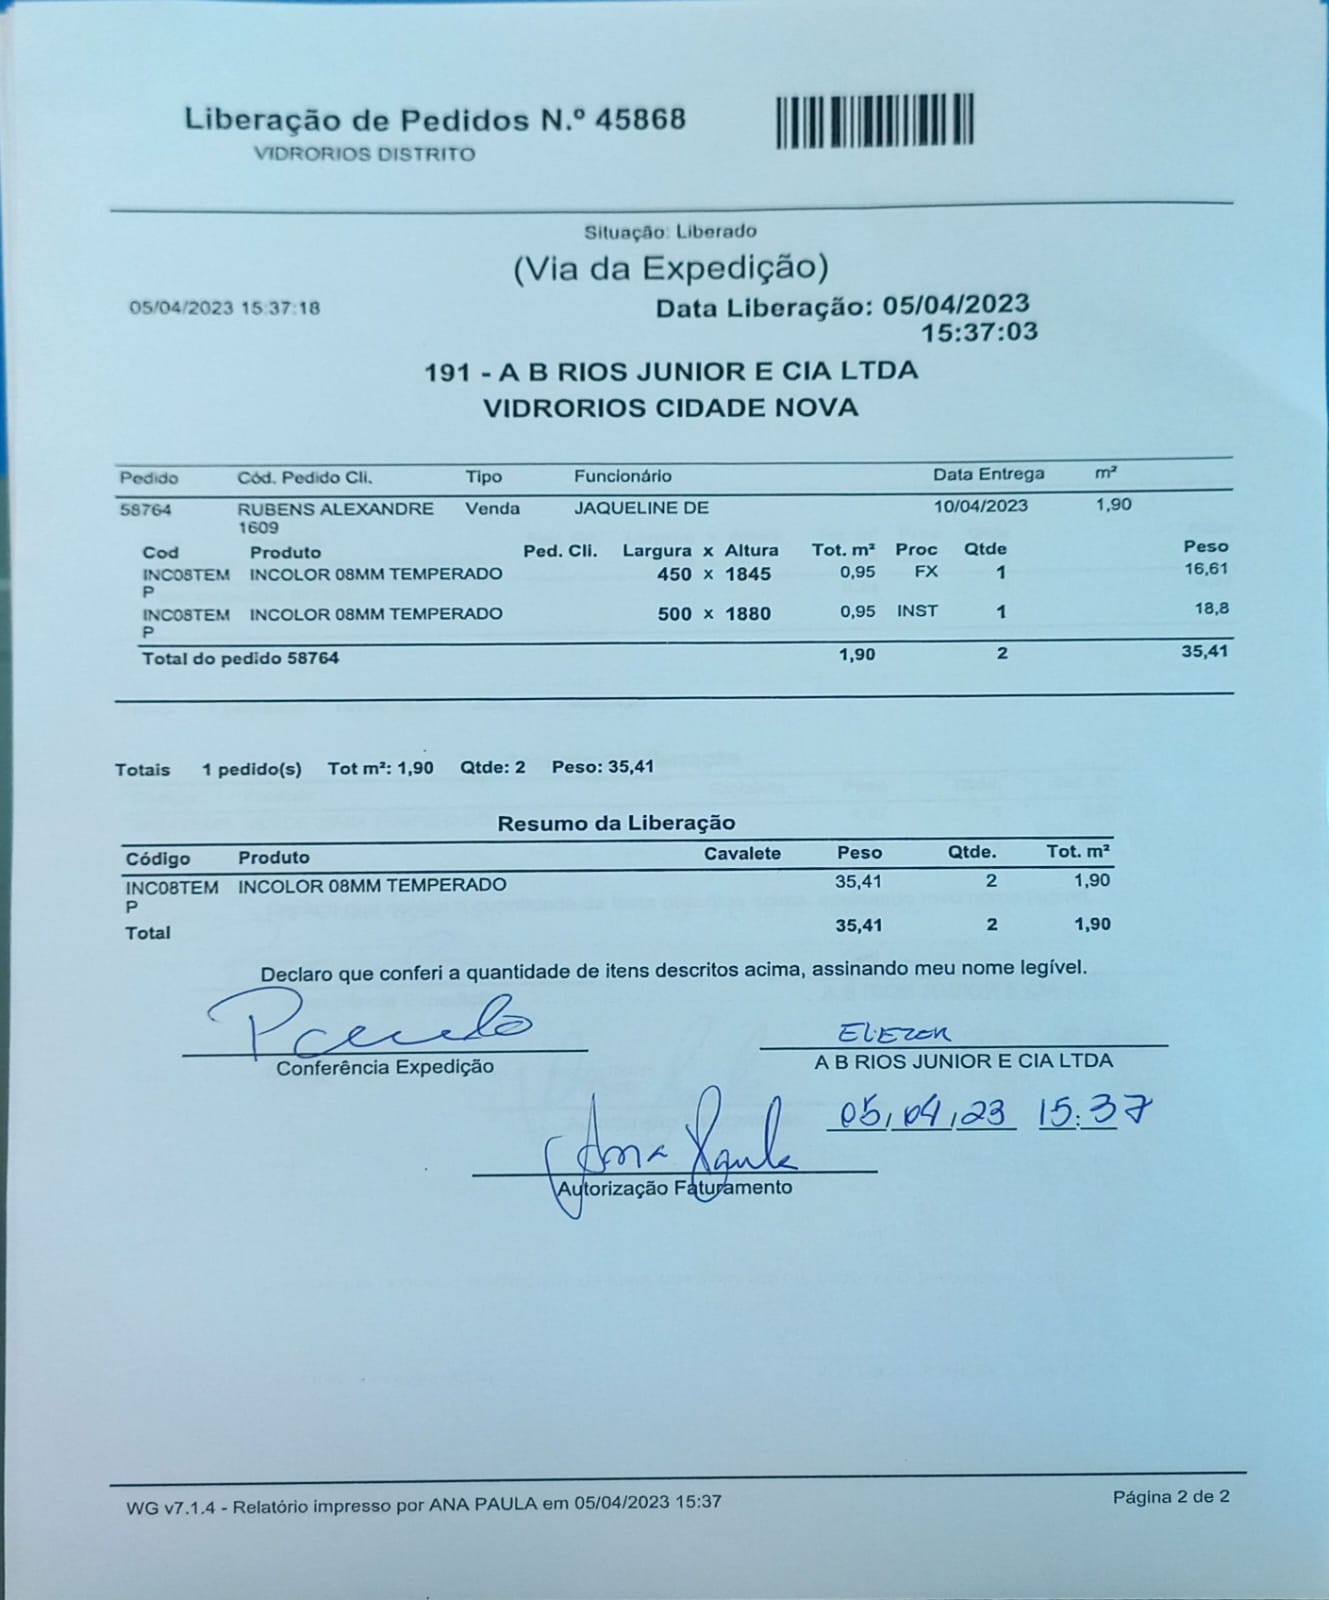 Liberação de Pedidos N.º 45868
VIDRORIOS DISTRITO
Situação: Liberado
(Via da Expedição)
05/04/2023 15:37:18
Data Liberação: 05/04/2023
15:37:03
191 - A B RIOS JUNIOR E CIA LTDA
VIDRORIOS CIDADE NOVA
Pedido Cód. Pedido Cli. Tipo Funcionário Data Entrega m²
58764 RUBENS ALEXANDRE Venda JAQUELINE DE 10/04/2023 1,90
1609
Cod Produto Ped. Cli. Largura x Altura Tot. m² Proc Qtde Peso
INC08TEM INCOLOR 08MM TEMPERADO 450 x 1845 0,95 FX 1 16,61
P
INC08TEM INCOLOR 08MM TEMPERADO 500 x 1880 0,95 INST 1 18,8
P
Total do pedido 58764 1,90 2 35,41
Totais 1 pedido(s) Tot m²: 1,90 Qtde: 2 Peso: 35,41
Resumo da Liberação
Código Produto Cavalete Peso Qtde. Tot. m²
INC08TEM INCOLOR 08MM TEMPERADO 35,41 2 1,90
P
Total 35,41 2 1,90
Declaro que conferi a quantidade de itens descritos acima, assinando meu nome legível.
ELIEZER
Conferência Expedição A B RIOS JUNIOR E CIA LTDA
05/04/23 15:37
Ana Paula
Autorização Faturamento
WG v7.1.4 - Relatório impresso por ANA PAULA em 05/04/2023 15:37 Página 2 de 2